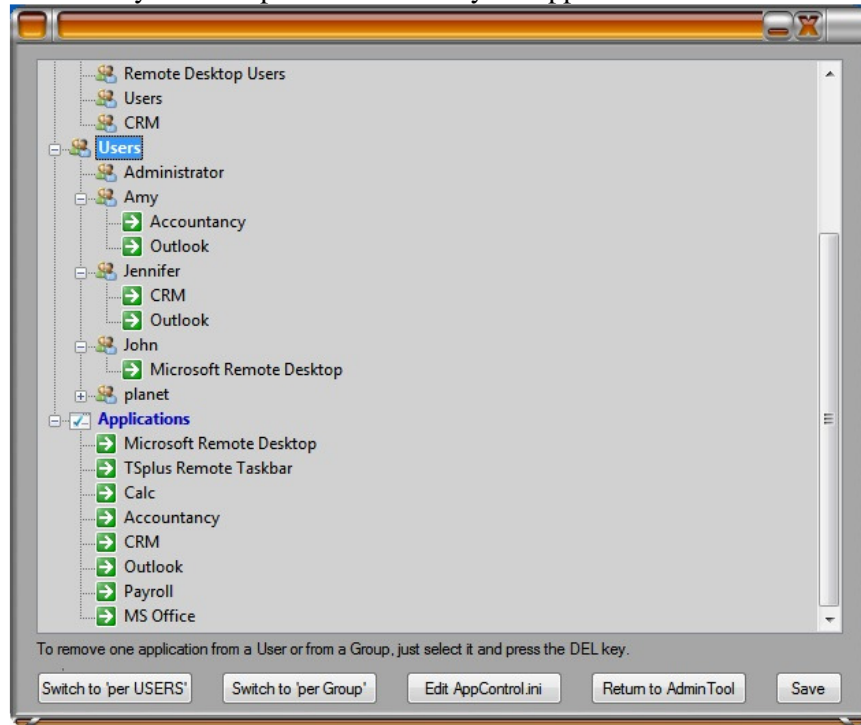 Remote Desktop Users
Users
CRM
Users
Administrator
Amy
Accountancy
Outlook
Jennifer
CRM
Outlook
John
Microsoft Remote Desktop
planet
Applications
Microsoft Remote Desktop
TSplus Remote Taskbar
Calc
Accountancy
CRM
Outlook
Payroll
MS Office
To remove one application from a User or from a Group, just select it and press the DEL key.
Switch to 'per USERS' Switch to 'per Group' Edit AppControl.ini Return to AdminTool Save